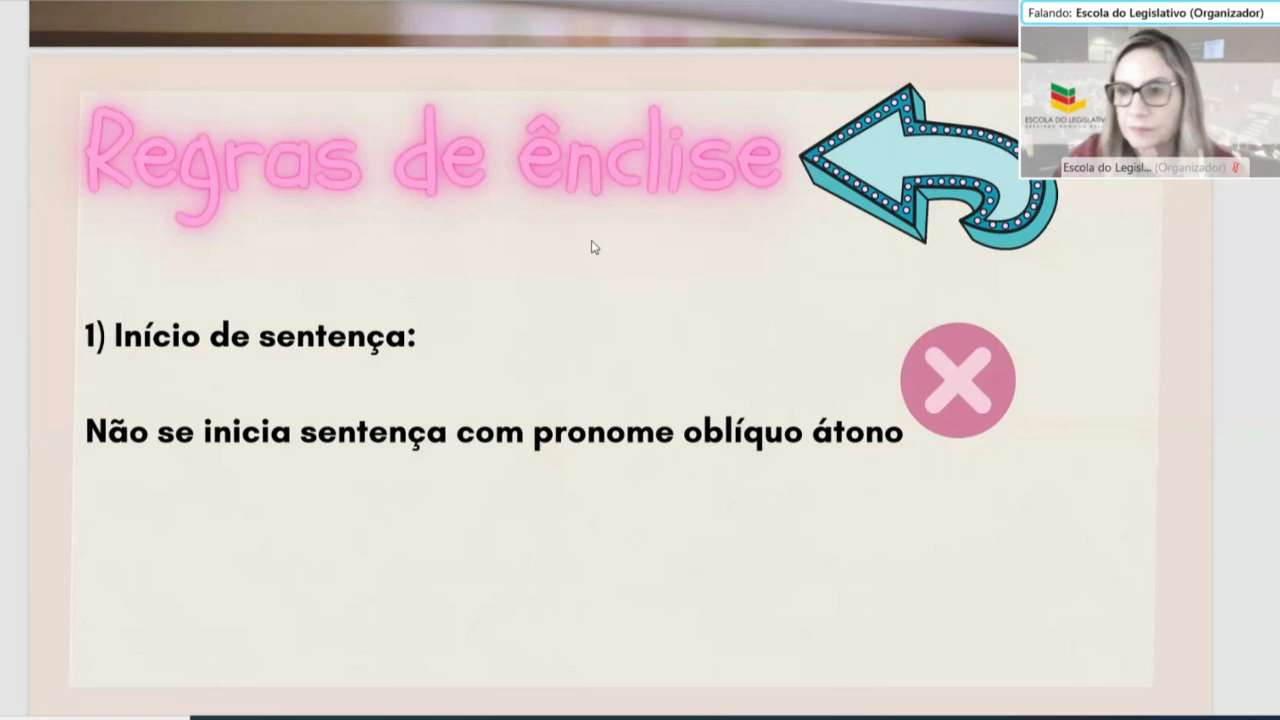 Falando: Escola do Legislativo (Organizador)
Regras de ênclise
ESCOLA DO LEGISLATIV
Escola do Legisl... (Organizador)
1) Início de sentença:
Não se inicia sentença com pronome oblíquo átono